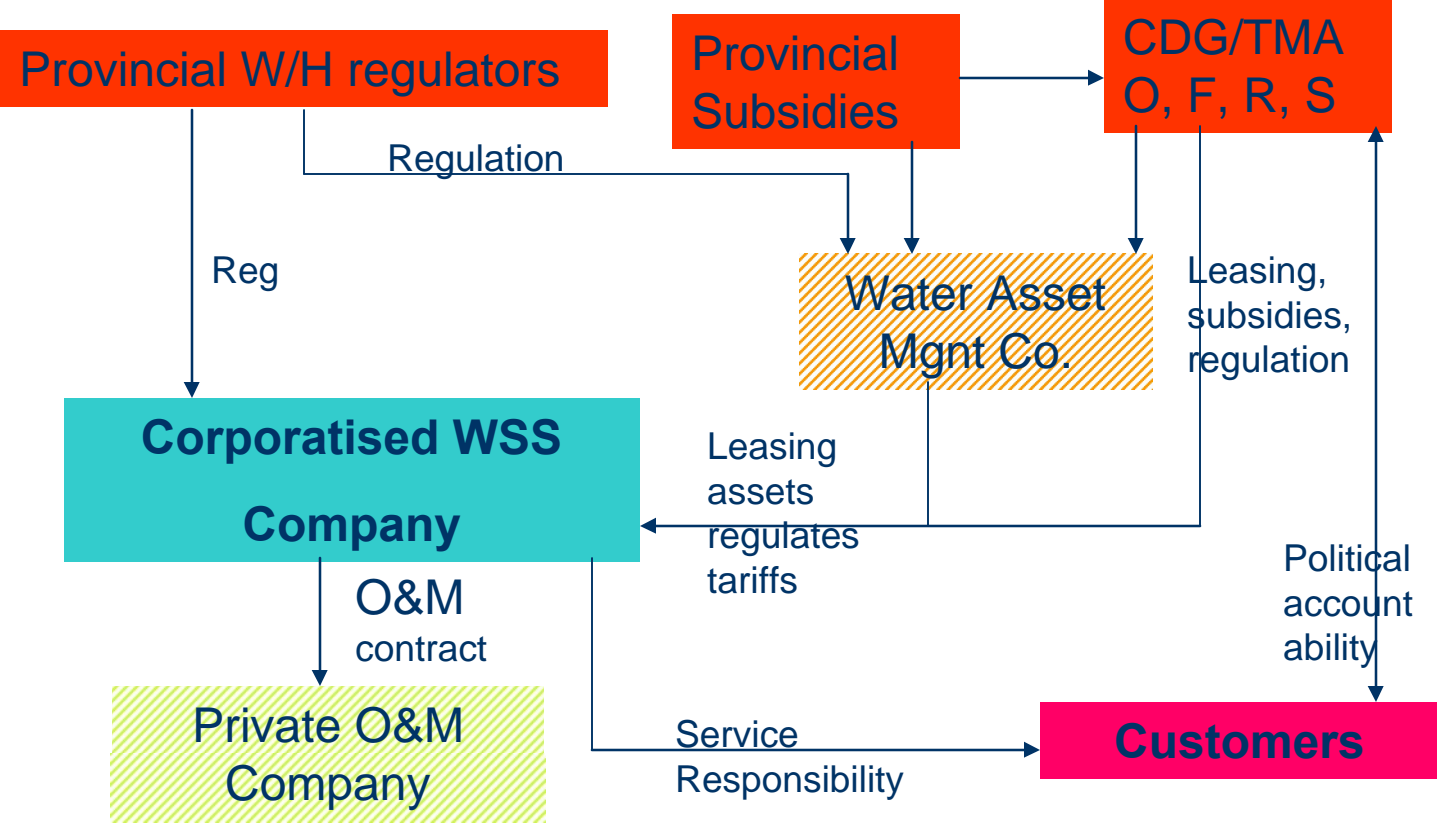 Provincial W/H regulators
Provincial
Subsidies
CDG/TMA
O, F, R, S
Regulation
Reg
Water Asset
Mgnt Co.
Leasing,
subsidies,
regulation
Corporatised WSS
Company
Leasing
assets
regulates
tariffs
O&M
contract
Political
account
ability
Private O&M
Company
Service
Responsibility
Customers